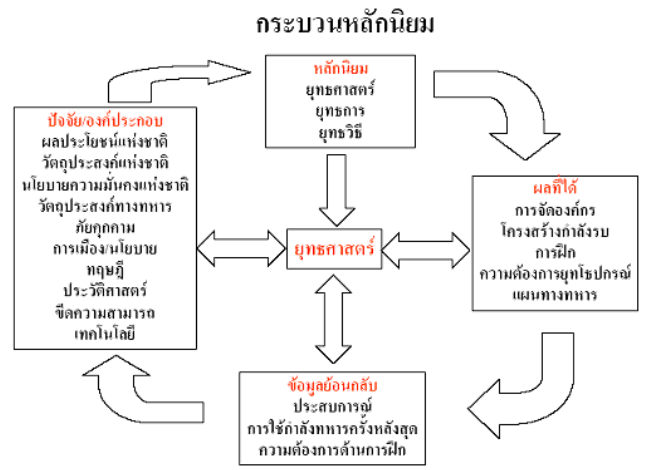 กระบวนหลักนิยม
หลักนิยม
ยุทธศาสตร์
ยุทธการ
ยุทธวิธี
ปัจจัย/องค์ประกอบ
ผลประโยชน์แห่งชาติ
วัตถุประสงค์แห่งชาติ
นโยบายความมั่นคงแห่งชาติ
วัตถุประสงค์ทางทหาร
ภัยคุกคาม
การเมือง/นโยบาย
ทฤษฎี
ประวัติศาสตร์
ขีดความสามารถ
เทคโนโลยี
ยุทธศาสตร์
ผลที่ได้
การจัดองค์กร
โครงสร้างกำลังรบ
การฝึก
ความต้องการยุทโธปกรณ์
แผนทางทหาร
ข้อมูลย้อนกลับ
ประสบการณ์
การใช้กำลังทหารครั้งหลังสุด
ความต้องการด้านการฝึก